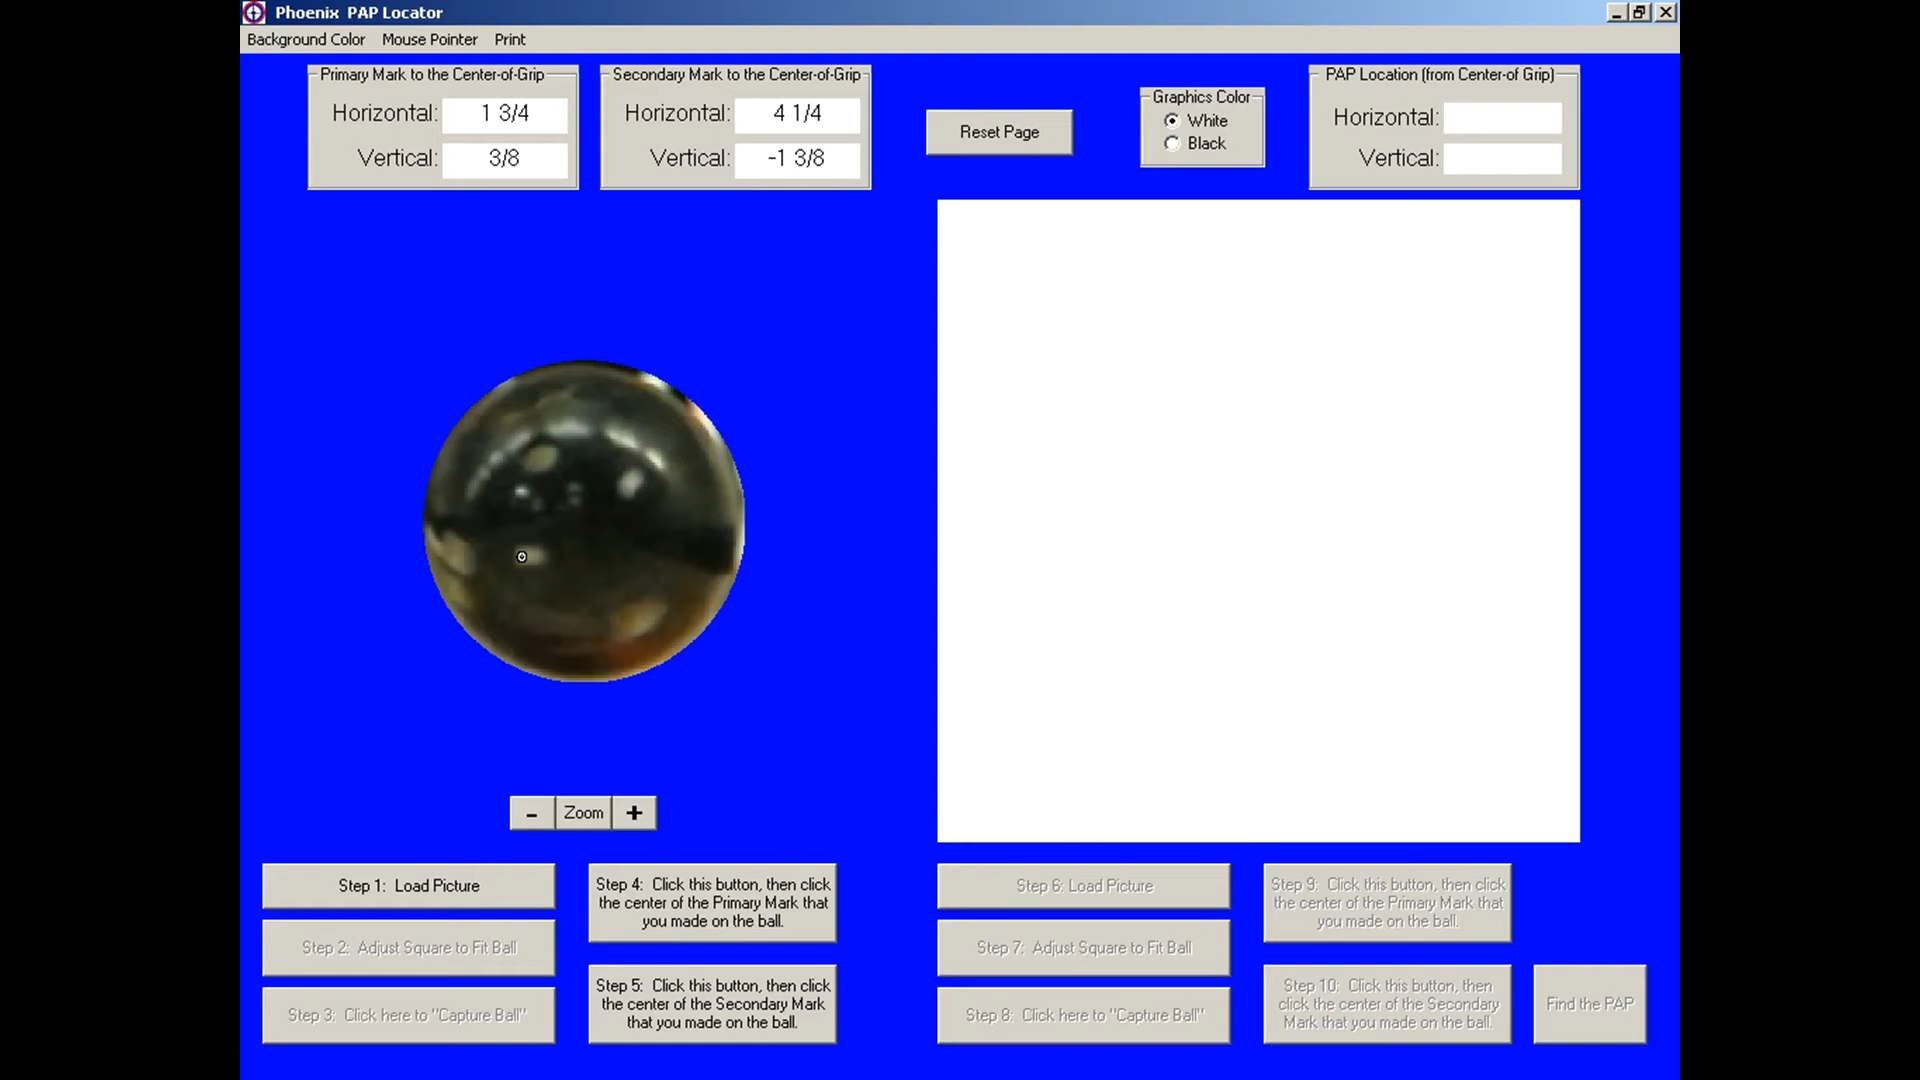 Phoenix PAP Locator
Background Color Mouse Pointer Print
Primary Mark to the Center-of-Grip
Horizontal: 1 3/4
Vertical: 3/8
Secondary Mark to the Center-of-Grip
Horizontal: 4 1/4
Vertical: -1 3/8
Reset Page
Graphics Color
White
Black
PAP Location (from Center-of Grip)
Horizontal:
Vertical:
- Zoom +
Step 1: Load Picture
Step 2: Adjust Square to Fit Ball
Step 3: Click here to "Capture Ball"
Step 4: Click this button, then click
the center of the Primary Mark that
you made on the ball.
Step 5: Click this button, then click
the center of the Secondary Mark
that you made on the ball.
Step 6: Load Picture
Step 7: Adjust Square to Fit Ball
Step 8: Click here to "Capture Ball"
Step 9: Click this button, then click
the center of the Primary Mark that
you made on the ball.
Step 10: Click this button, then
click the center of the Secondary
Mark that you made on the ball.
Find the PAP